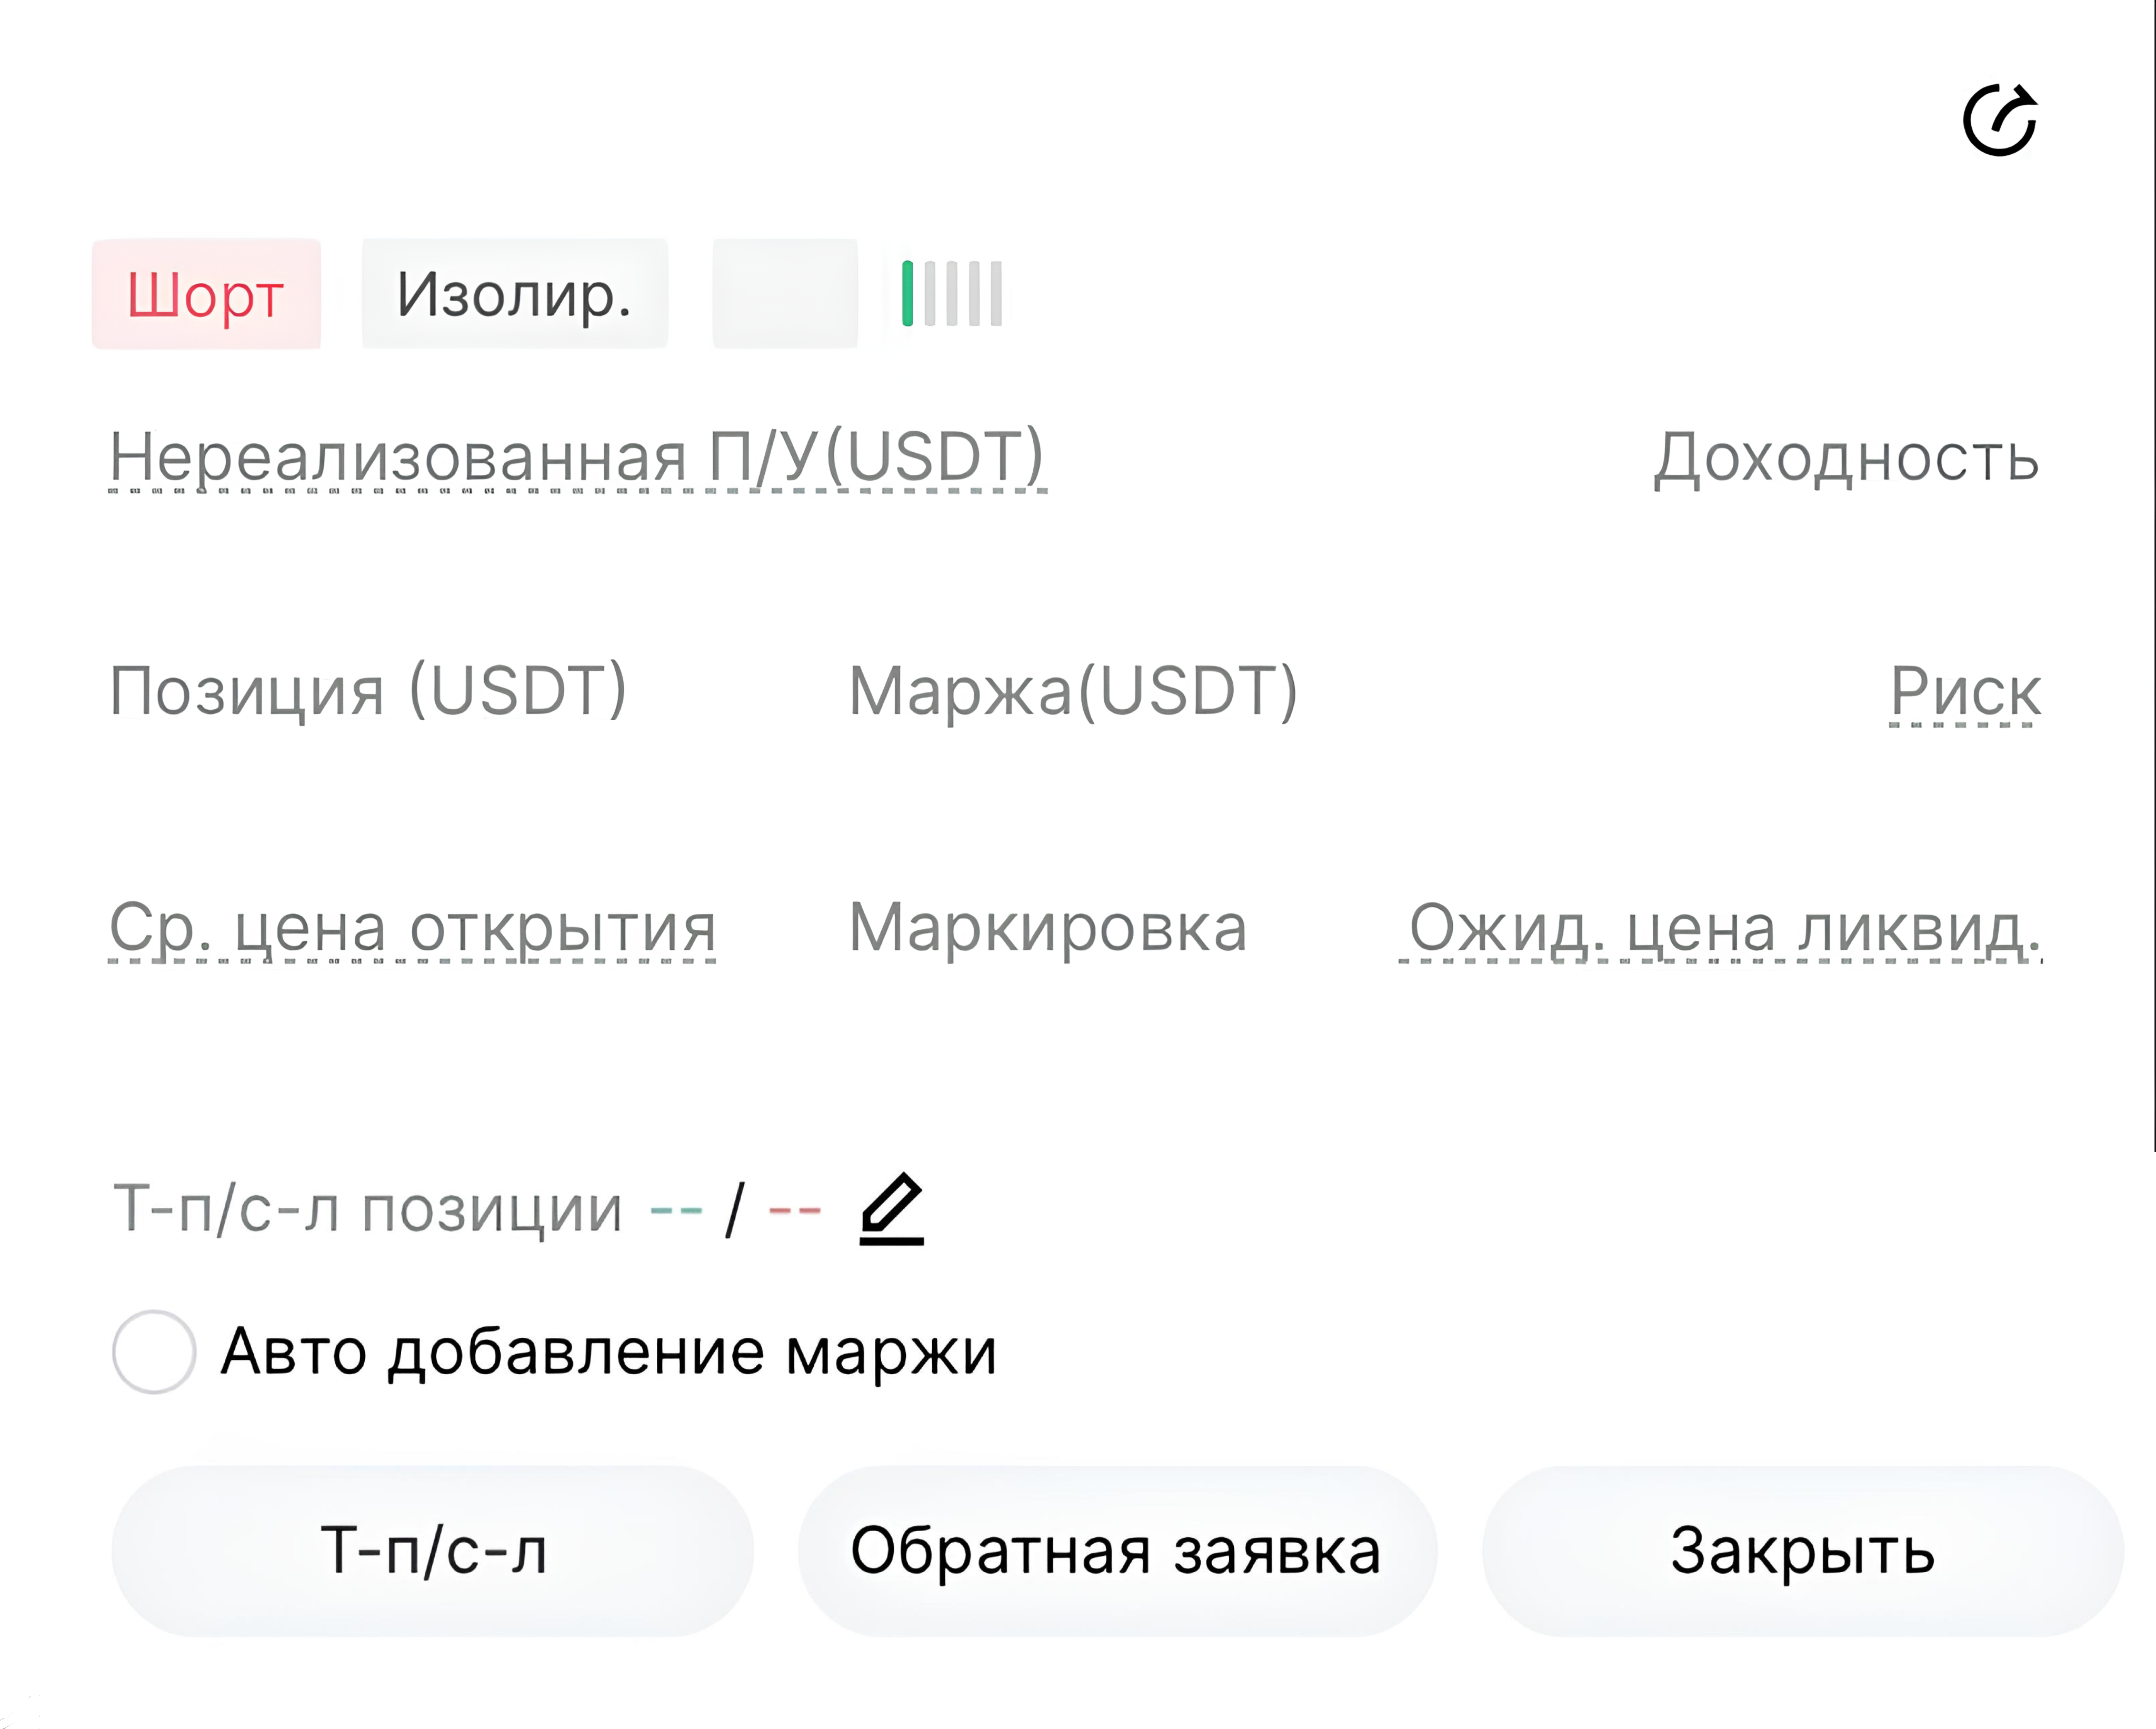 Шорт Изолир.
Нереализованная П/У(USDT) Доходность
Позиция (USDT) Маржа(USDT) Риск
Ср. цена открытия Маркировка Ожид. цена ликвид.
Т-п/с-л позиции -- / --
Авто добавление маржи
Т-п/с-л Обратная заявка Закрыть